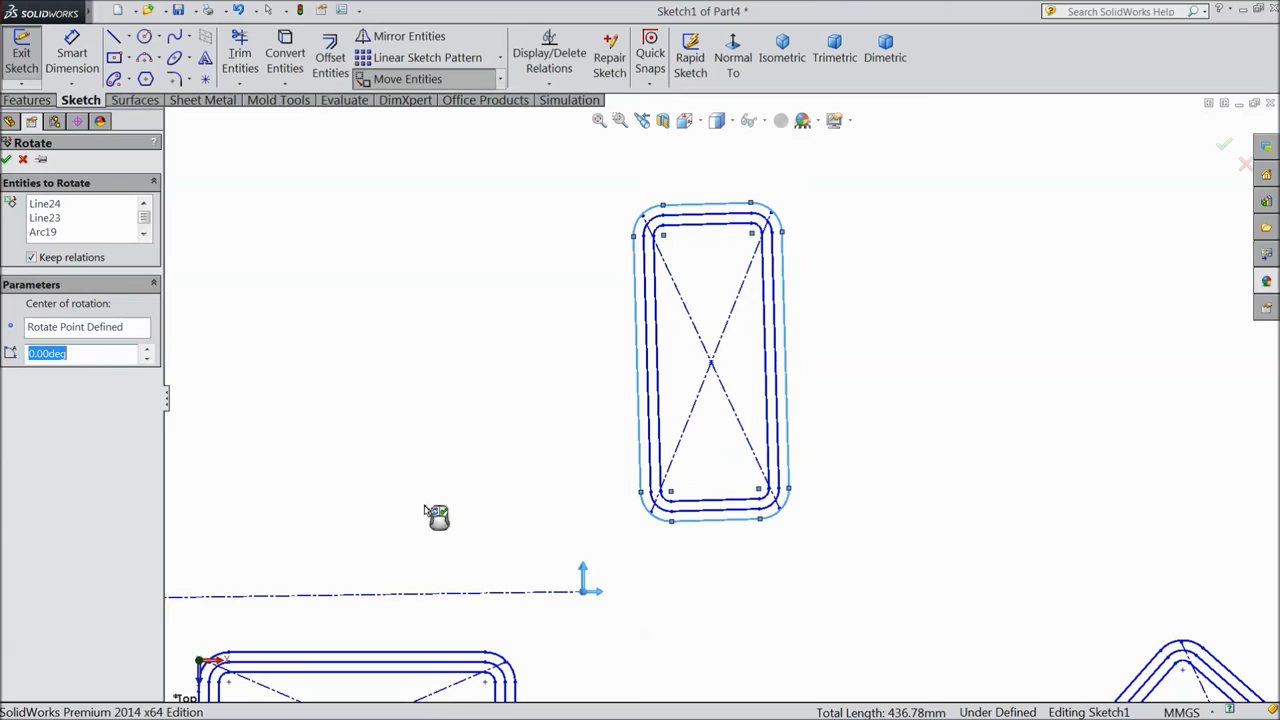 SOLIDWORKS
Sketch1 of Part4 *
Search SolidWorks Help
Exit Sketch
Smart Dimension
Trim Entities
Convert Entities
Offset Entities
Mirror Entities
Linear Sketch Pattern
Move Entities
Display/Delete Relations
Repair Sketch
Quick Snaps
Rapid Sketch
Normal To
Isometric
Trimetric
Dimetric
Features Sketch Surfaces Sheet Metal Mold Tools Evaluate DimXpert Office Products Simulation
Rotate
?
Entities to Rotate
Line24
Line23
Arc19
Keep relations
Parameters
Center of rotation:
Rotate Point Defined
0.00deg
*Top
SolidWorks Premium 2014 x64 Edition
Total Length: 436.78mm
Under Defined
Editing Sketch1
MMGS